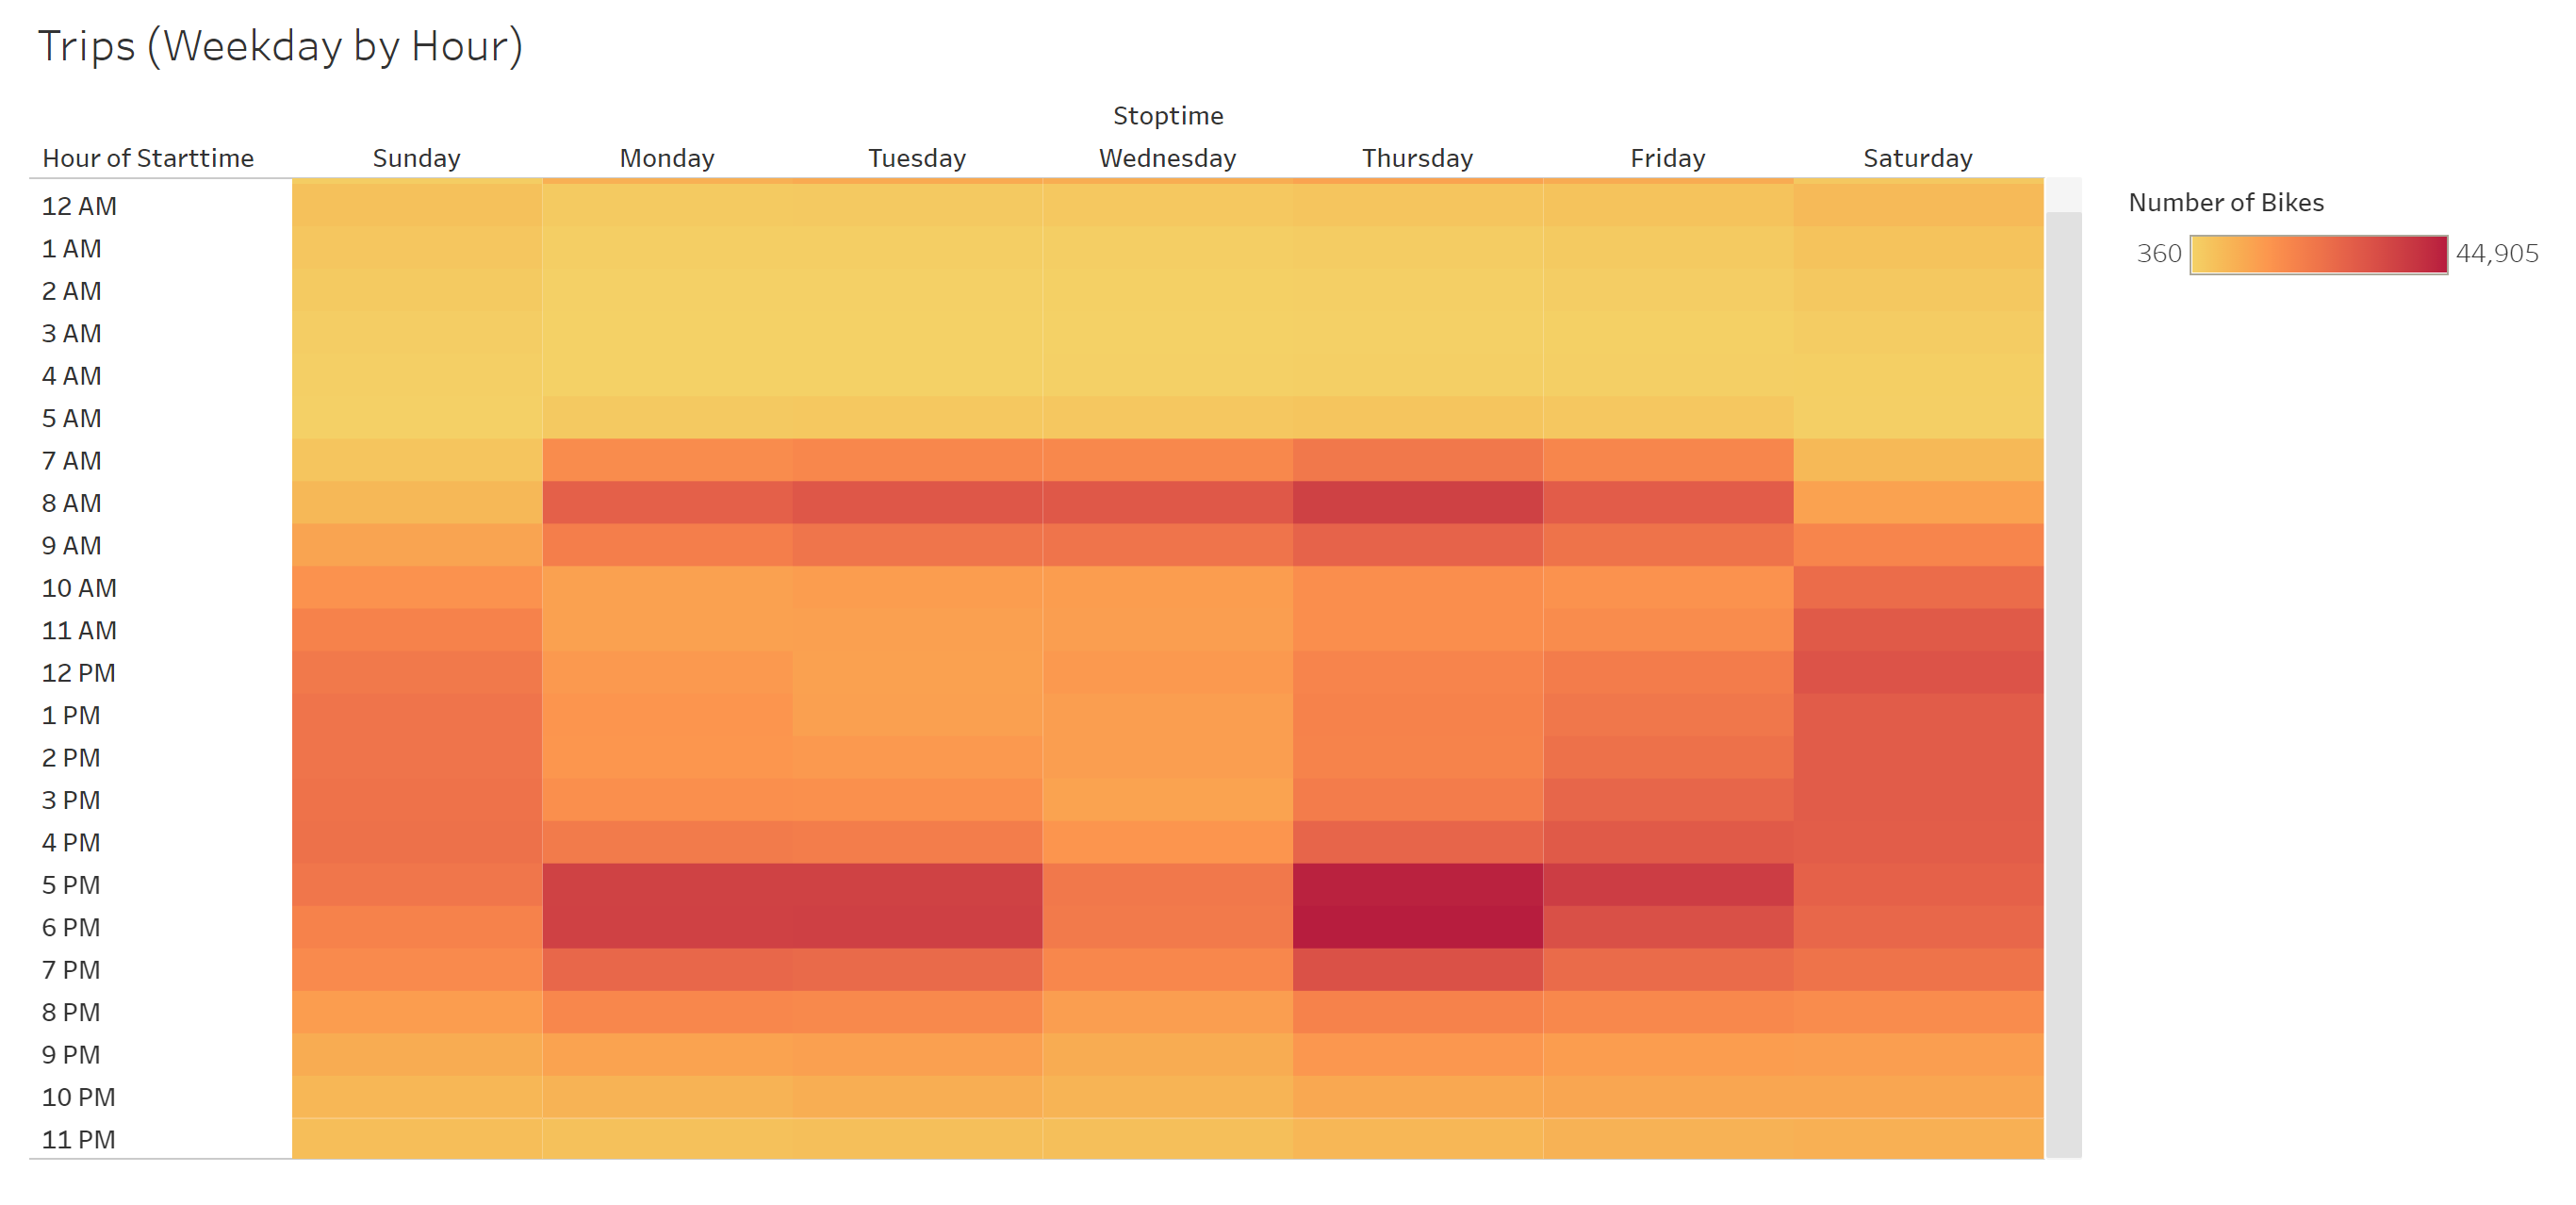 Trips (Weekday by Hour)
Stoptime
Hour of Starttime Sunday Monday Tuesday Wednesday Thursday Friday Saturday
12 AM
1 AM
2 AM
3 AM
4 AM
5 AM
7 AM
8 AM
9 AM
10 AM
11 AM
12 PM
1 PM
2 PM
3 PM
4 PM
5 PM
6 PM
7 PM
8 PM
9 PM
10 PM
11 PM
Number of Bikes
360 44,905